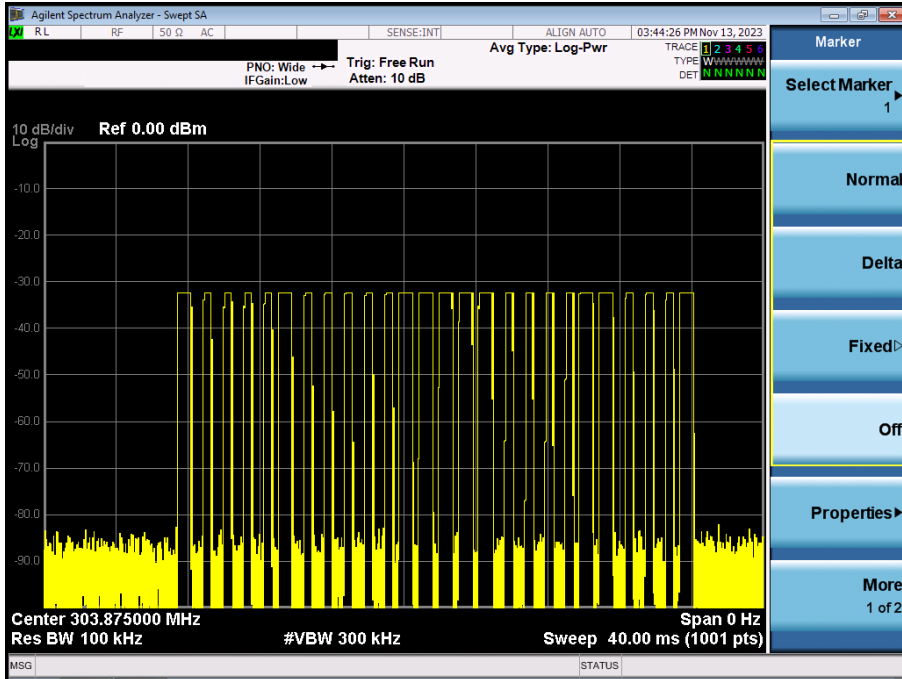 Agilent Spectrum Analyzer - Swept SA
LXI RL RF 50 Ω AC SENSE:INT ALIGN AUTO 03:44:26 PM Nov 13, 2023
Marker
Avg Type: Log-Pwr TRACE 1 2 3 4 5 6
PNO: Wide Trig: Free Run TYPE WWWWWW
IFGain:Low Atten: 10 dB DET N N N N N N
Select Marker
1
10 dB/div Ref 0.00 dBm
Log
Normal
-10.0
-20.0
Delta
-30.0
Fixed
-40.0
-50.0
Off
-60.0
-70.0
Properties
-80.0
-90.0
More
1 of 2
Center 303.875000 MHz Span 0 Hz
Res BW 100 kHz #VBW 300 kHz Sweep 40.00 ms (1001 pts)
MSG STATUS